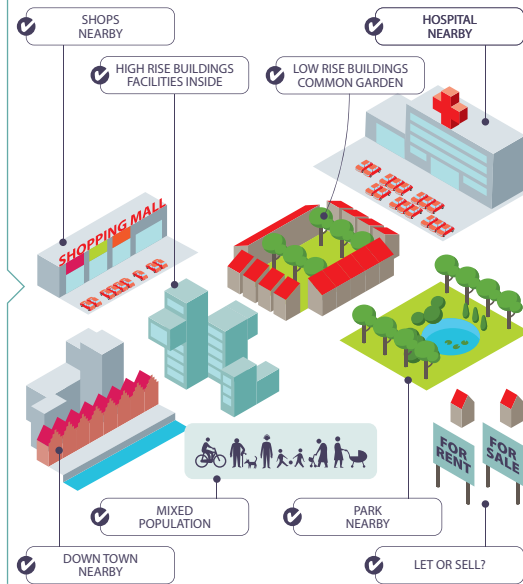 SHOPS
NEARBY
HOSPITAL
NEARBY
HIGH RISE BUILDINGS
FACILITIES INSIDE
LOW RISE BUILDINGS
COMMON GARDEN
SHOPPING MALL
FOR
RENT
FOR
SALE
MIXED
POPULATION
PARK
NEARBY
DOWN TOWN
NEARBY
LET OR SELL?